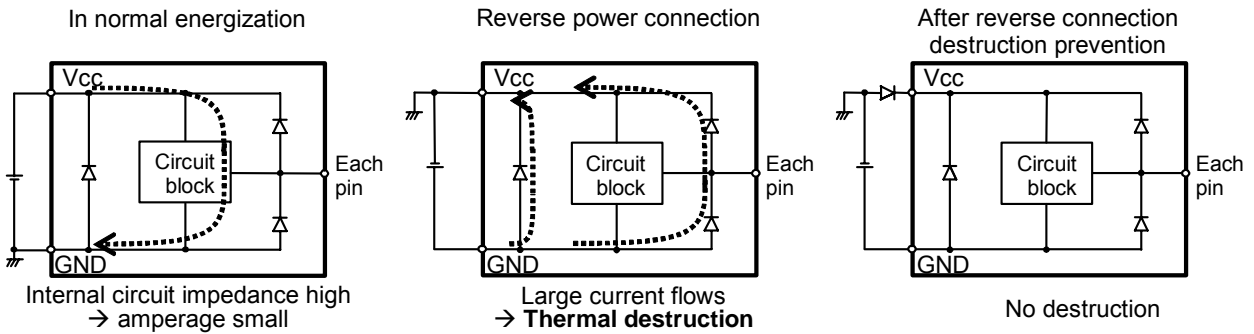 In normal energization
Vcc
Circuit
block
Each
pin
GND
Internal circuit impedance high
→ amperage small
Reverse power connection
Vcc
Circuit
block
Each
pin
GND
Large current flows
→ Thermal destruction
After reverse connection
destruction prevention
Vcc
Circuit
block
Each
pin
GND
No destruction